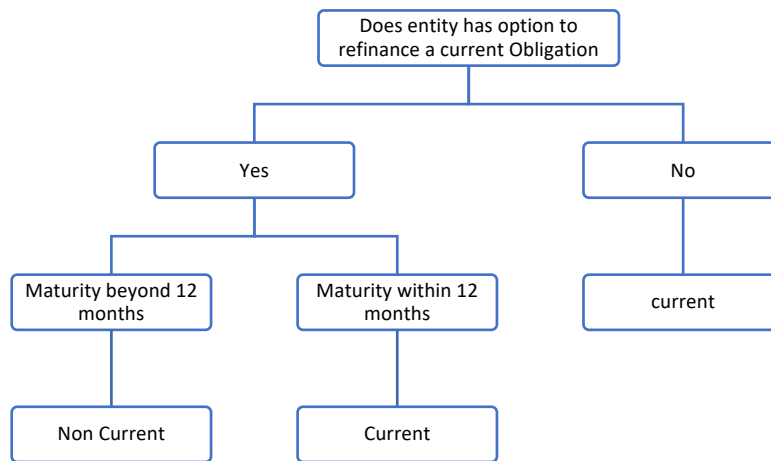 Does entity has option to
refinance a current Obligation
Yes
No
Maturity beyond 12
months
Maturity within 12
months
current
Non Current
Current